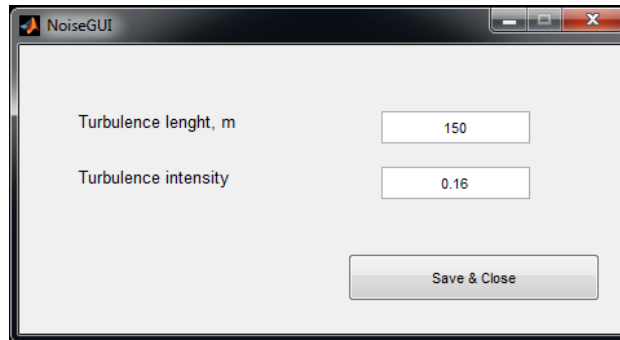 NoiseGUI
Turbulence lenght, m
150
Turbulence intensity
0.16
Save & Close